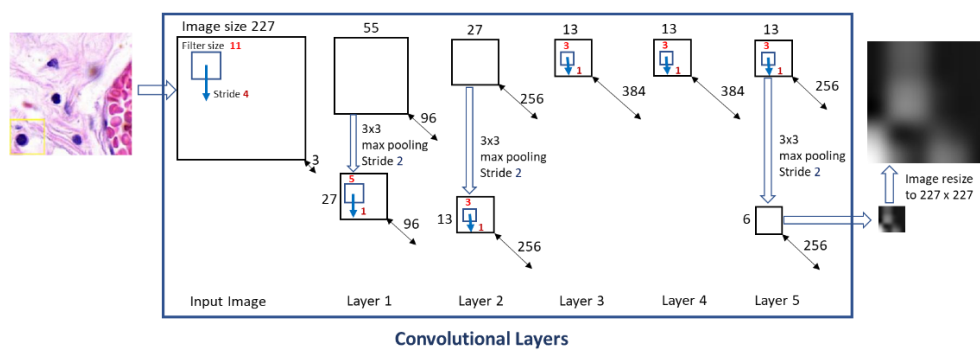 Image size 227
Filter size 11
Stride 4
3
Input Image
55
96
3x3
max pooling
Stride 2
27
5
1
96
Layer 1
27
256
3x3
max pooling
Stride 2
13
3
1
256
Layer 2
13
3
1
384
Layer 3
13
3
1
384
Layer 4
13
3
1
256
3x3
max pooling
Stride 2
6
256
Layer 5
Image resize
to 227 x 227
Convolutional Layers